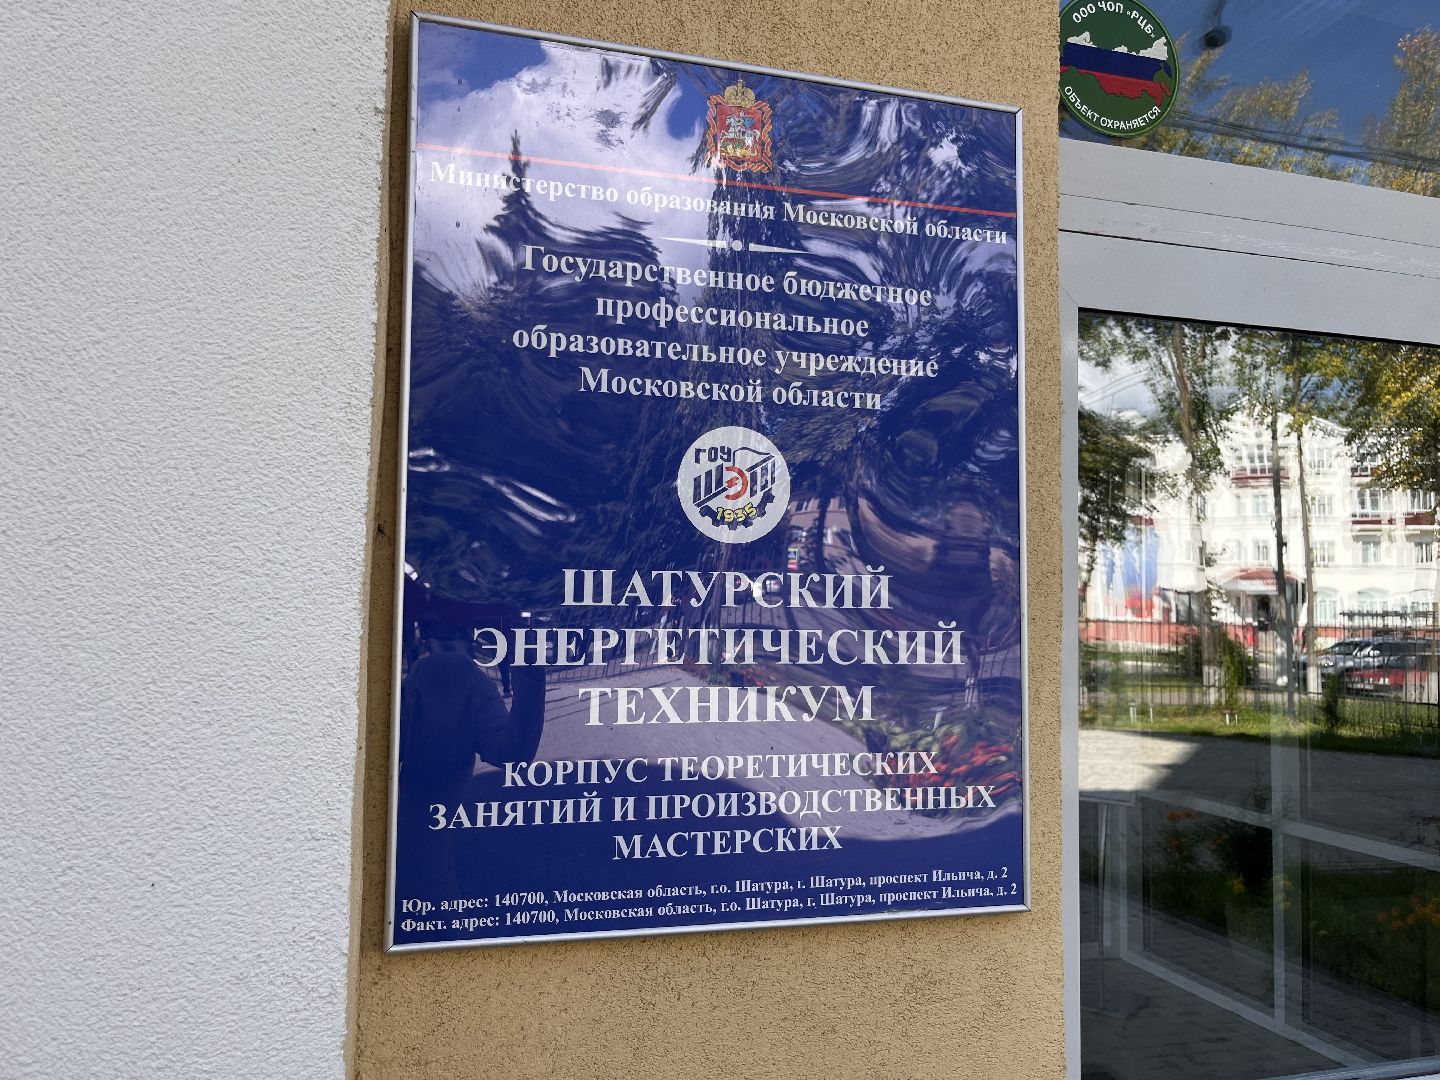 Министерство образования Московской области
Государственное бюджетное
профессиональное
образовательное учреждение
Московской области
ГОУ
ШЭТ
1935
ШАТУРСКИЙ
ЭНЕРГЕТИЧЕСКИЙ
ТЕХНИКУМ
КОРПУС ТЕОРЕТИЧЕСКИХ
ЗАНЯТИЙ И ПРОИЗВОДСТВЕННЫХ
МАСТЕРСКИХ
Юр. адрес: 140700, Московская область, г.о. Шатура, г. Шатура, проспект Ильича, д. 2
Факт. адрес: 140700, Московская область, г.о. Шатура, г. Шатура, проспект Ильича, д. 2
ООО ЧОП «РЦБ»
ОБЪЕКТ ОХРАНЯЕТСЯ